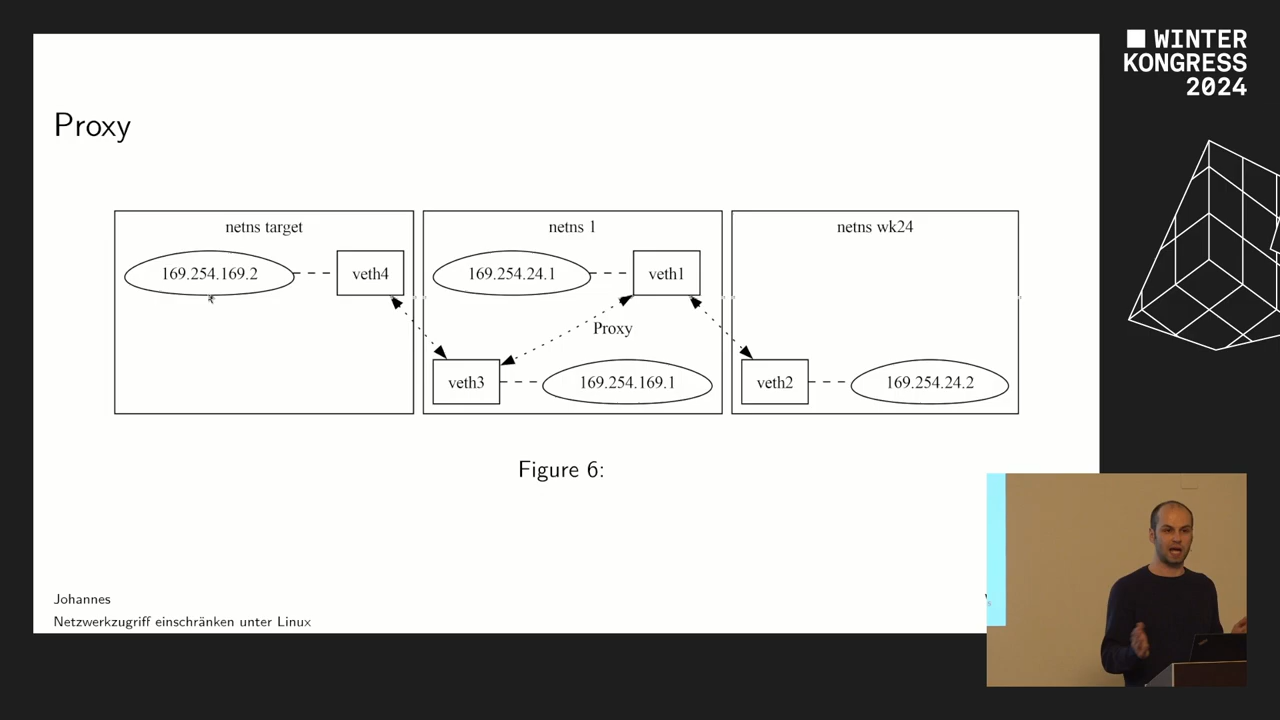 WINTER
KONGRESS
2024
Proxy
netns target
netns 1
netns wk24
169.254.169.2
veth4
169.254.24.1
veth1
Proxy
veth3
169.254.169.1
veth2
169.254.24.2
Figure 6:
Johannes
Netzwerkzugriff einschränken unter Linux